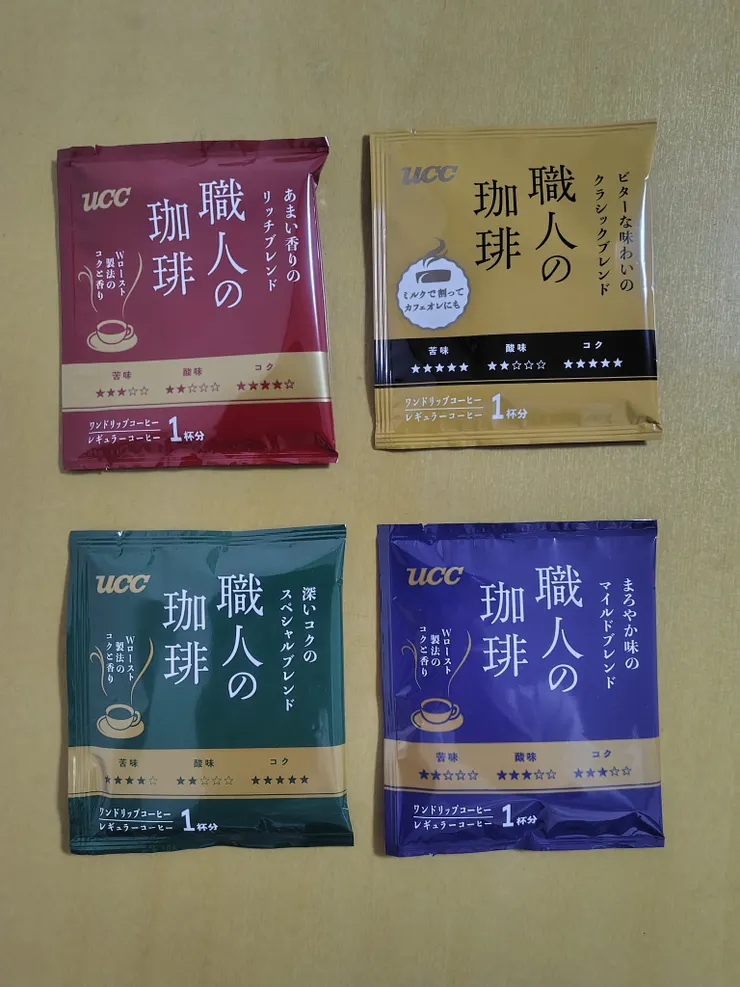 ucc
あまい香りの
リッチブレンド
職人の
珈琲
Wロースト
製法の
コクと香り
苦味 酸味 コク
★★★☆☆ ★★☆☆☆ ★★★★☆
ワンドリップコーヒー
レギュラーコーヒー
1杯分
ucc
ビターな味わいの
クラシックブレンド
職人の
珈琲
ミルクで割って
カフェオレにも
苦味 酸味 コク
★★★★★ ★★☆☆☆ ★★★★★
ワンドリップコーヒー
レギュラーコーヒー
1杯分
ucc
深いコクの
スペシャルブレンド
職人の
珈琲
Wロースト
製法の
コクと香り
苦味 酸味 コク
★★★★☆ ★★☆☆☆ ★★★★★
ワンドリップコーヒー
レギュラーコーヒー
1杯分
ucc
まろやか味の
マイルドブレンド
職人の
珈琲
Wロースト
製法の
コクと香り
苦味 酸味 コク
★★☆☆☆ ★★★☆☆ ★★★☆☆
ワンドリップコーヒー
レギュラーコーヒー
1杯分